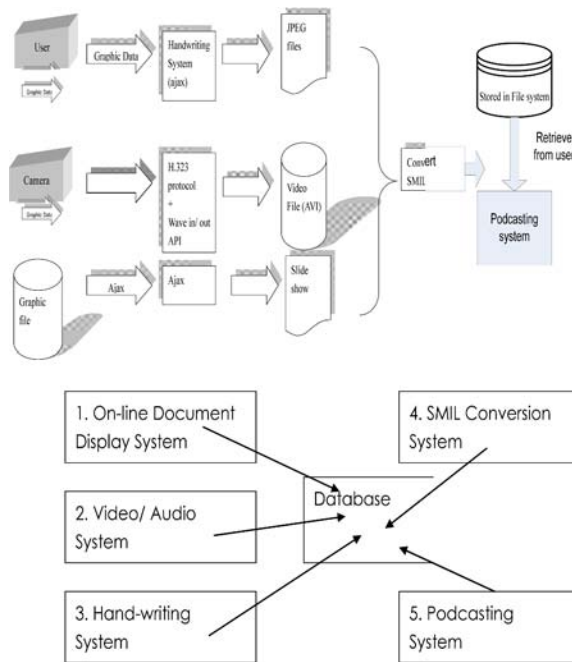 User
Graphic Data
Graphic Data
Handwriting
System
(ajax)
JPEG
files
Camera
Graphic Data
H.323
protocol
+
Wave in/ out
API
Video
File (AVI)
Graphic
file
Ajax
Ajax
Slide
show
Convert
SMIL
Stored in File system
Retrieve
from user
Podcasting
system
1. On-line Document
Display System
2. Video/ Audio
System
3. Hand-writing
System
Database
4. SMIL Conversion
System
5. Podcasting
System